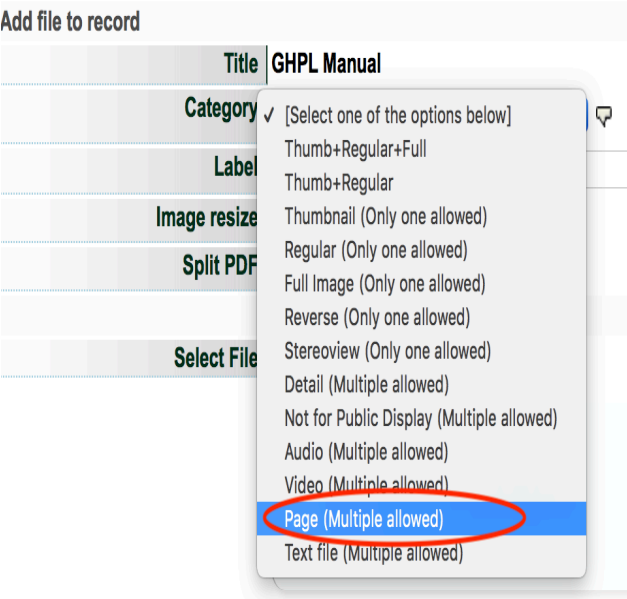 Add file to record
Title GHPL Manual
Category ✓ [Select one of the options below]
Thumb+Regular+Full
Label
Thumb+Regular
Image resize Thumbnail (Only one allowed)
Regular (Only one allowed)
Split PDF
Full Image (Only one allowed)
Reverse (Only one allowed)
Select File Stereoview (Only one allowed)
Detail (Multiple allowed)
Not for Public Display (Multiple allowed)
Audio (Multiple allowed)
Video (Multiple allowed)
Page (Multiple allowed)
Text file (Multiple allowed)